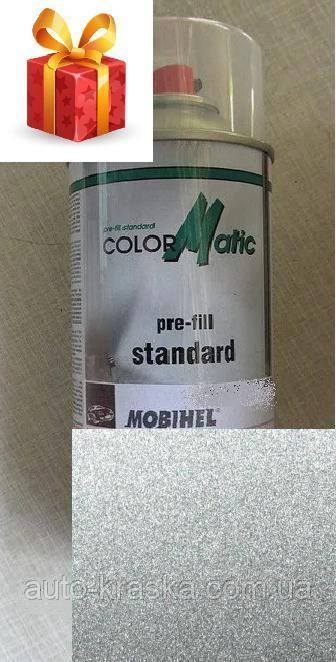 pre-fill standard
COLORMatic
pre-fill
standard
MOBIHEL®
auto-kraska.com.ua